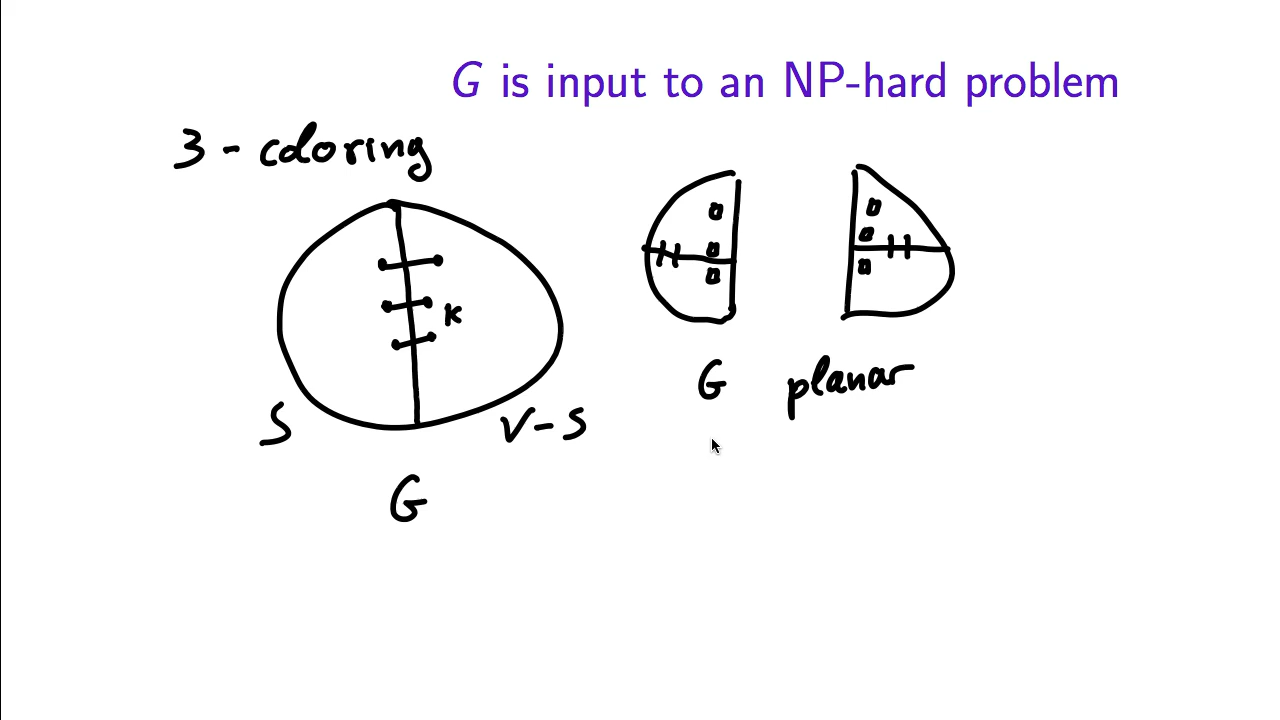 G is input to an NP-hard problem
3 - coloring
K
S
V - S
G
G planar